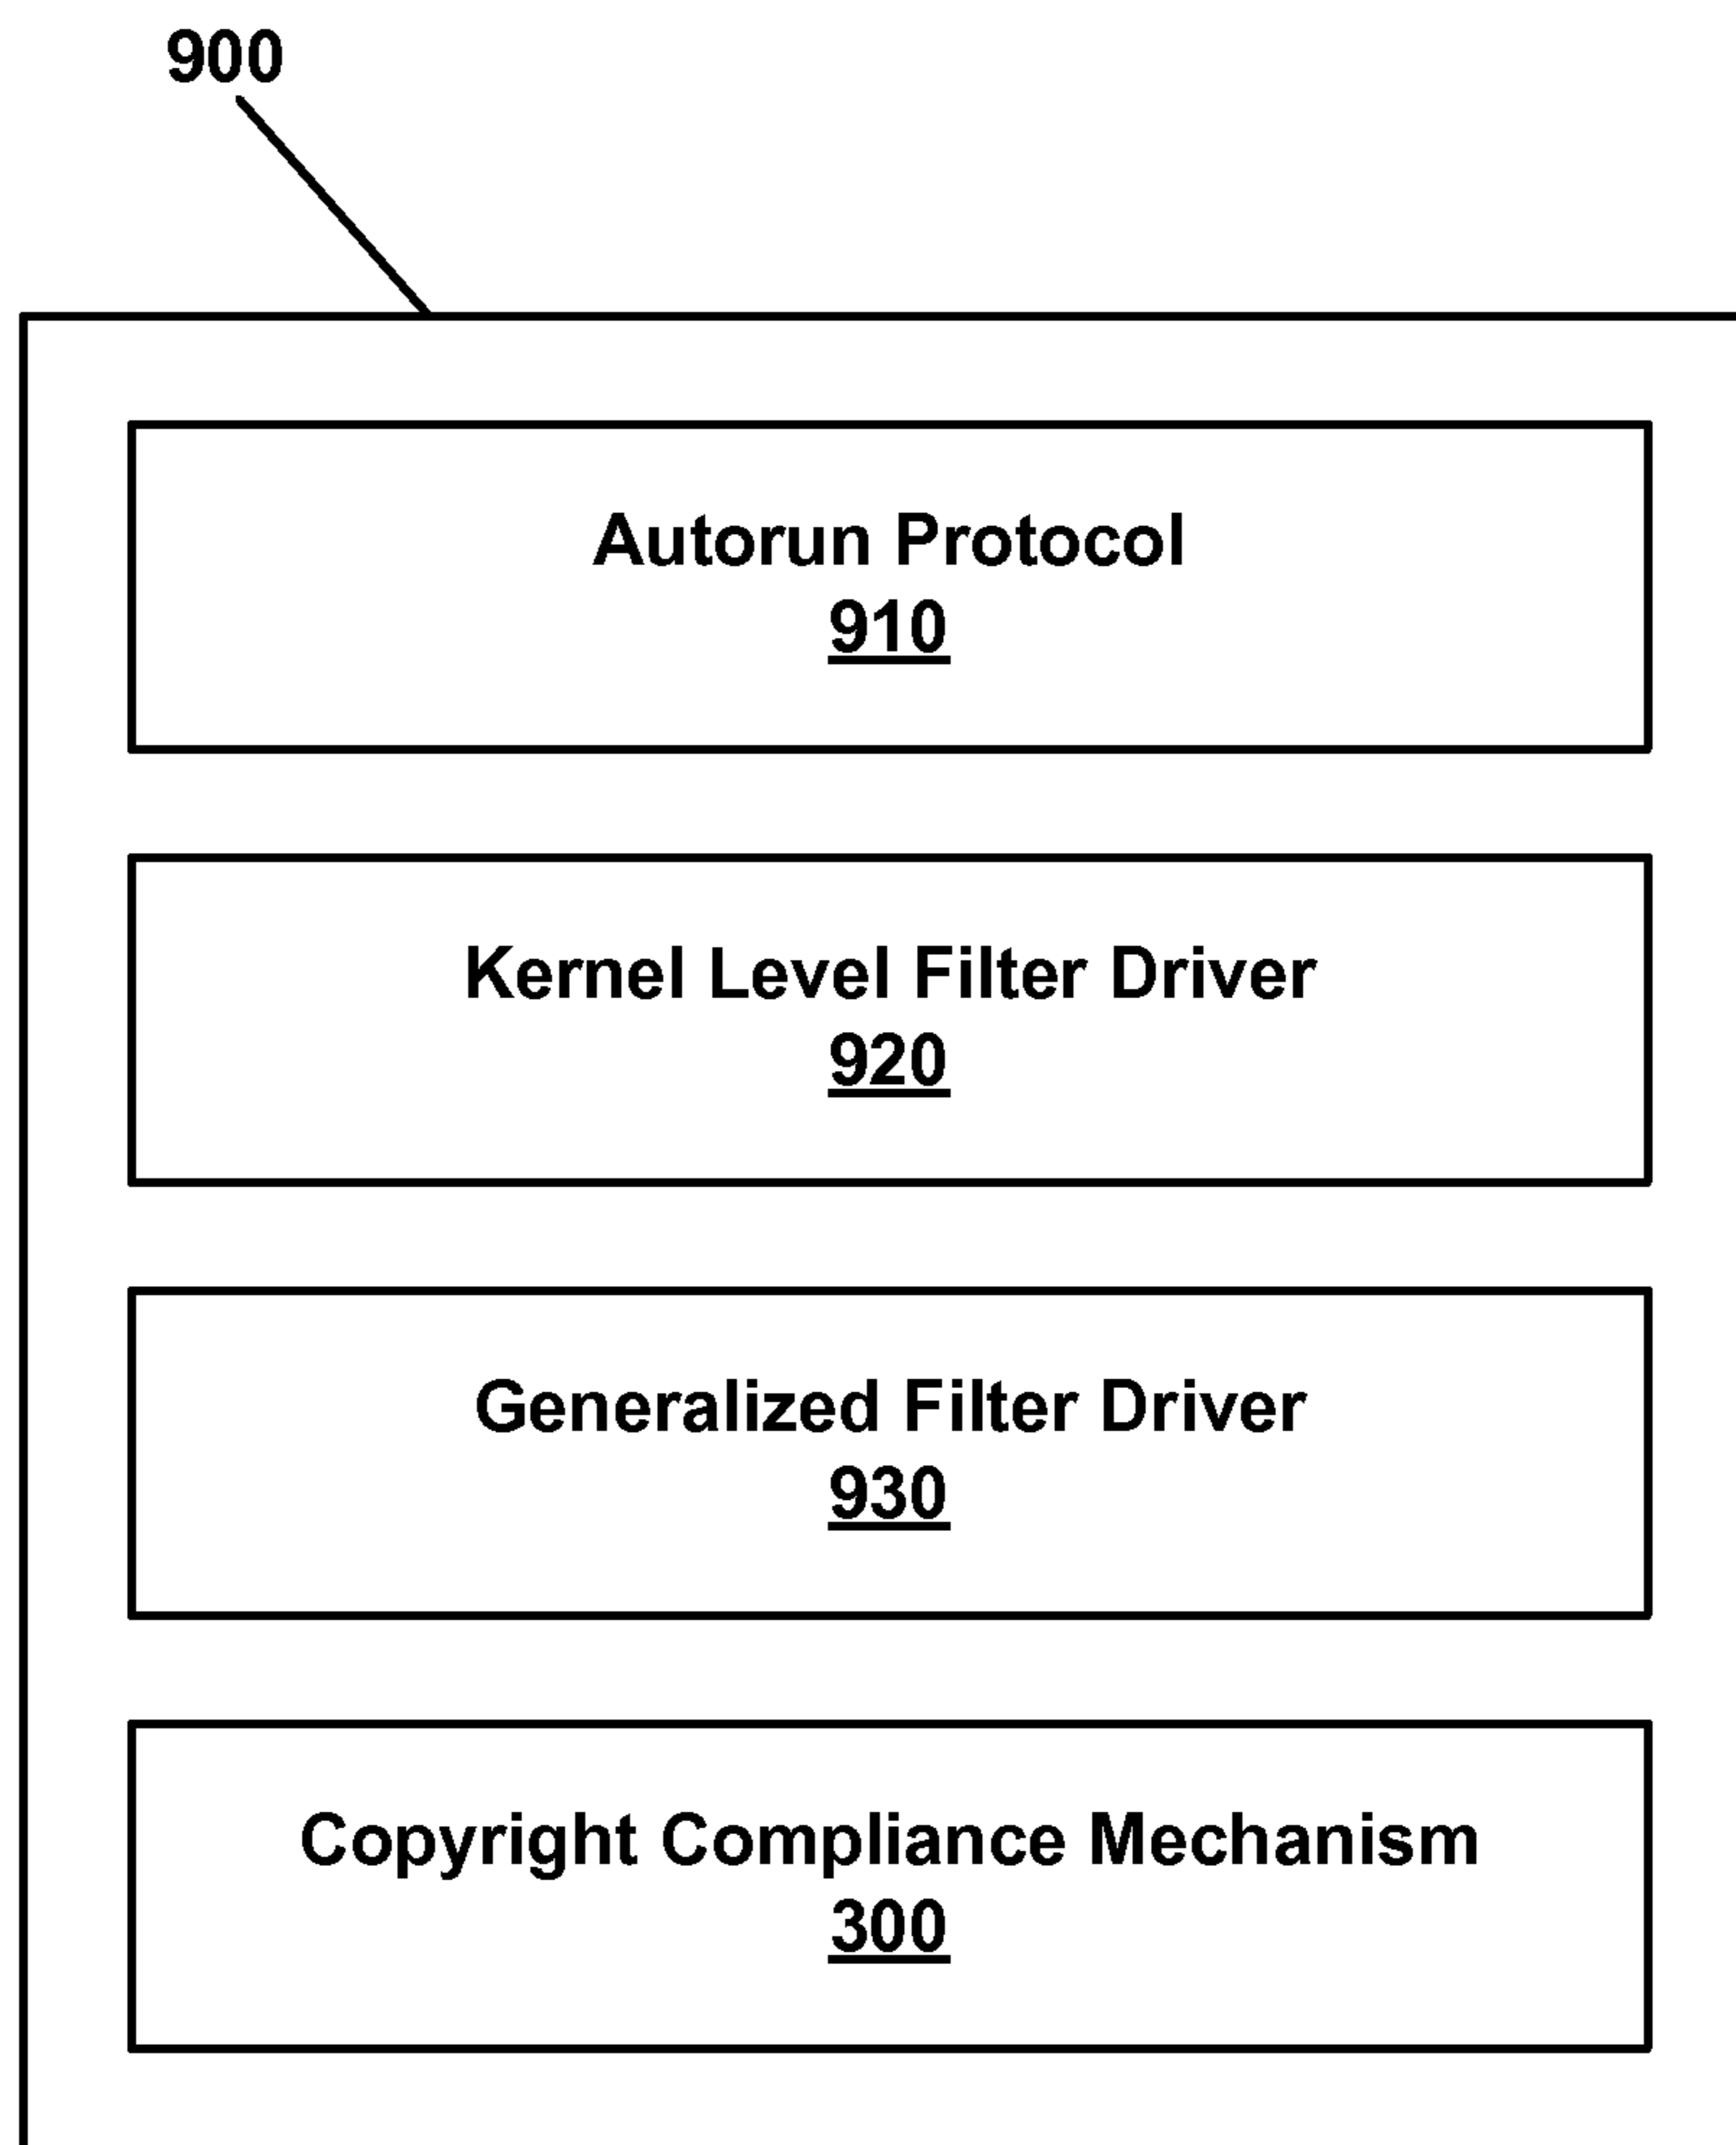 900
Autorun Protocol
910
Kernel Level Filter Driver
920
Generalized Filter Driver
930
Copyright Compliance Mechanism
300